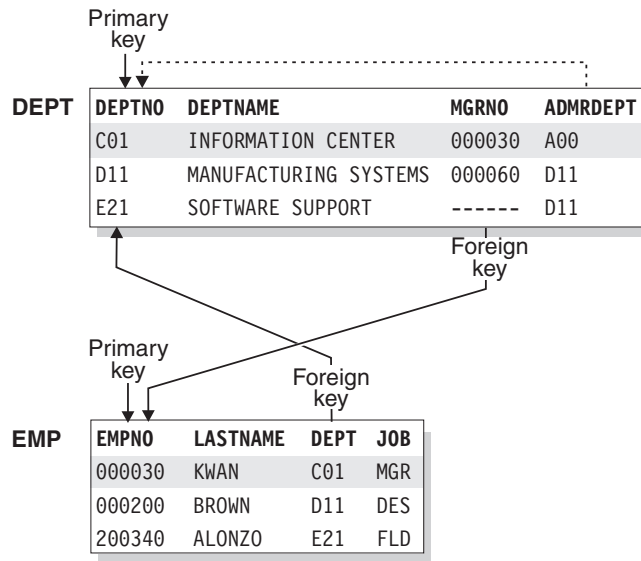 Primary
key
DEPT DEPTNO DEPTNAME MGRNO ADMRDEPT
C01 INFORMATION CENTER 000030 A00
D11 MANUFACTURING SYSTEMS 000060 D11
E21 SOFTWARE SUPPORT ------ D11
Foreign
key
Primary
key
Foreign
key
EMP EMPNO LASTNAME DEPT JOB
000030 KWAN C01 MGR
000200 BROWN D11 DES
200340 ALONZO E21 FLD